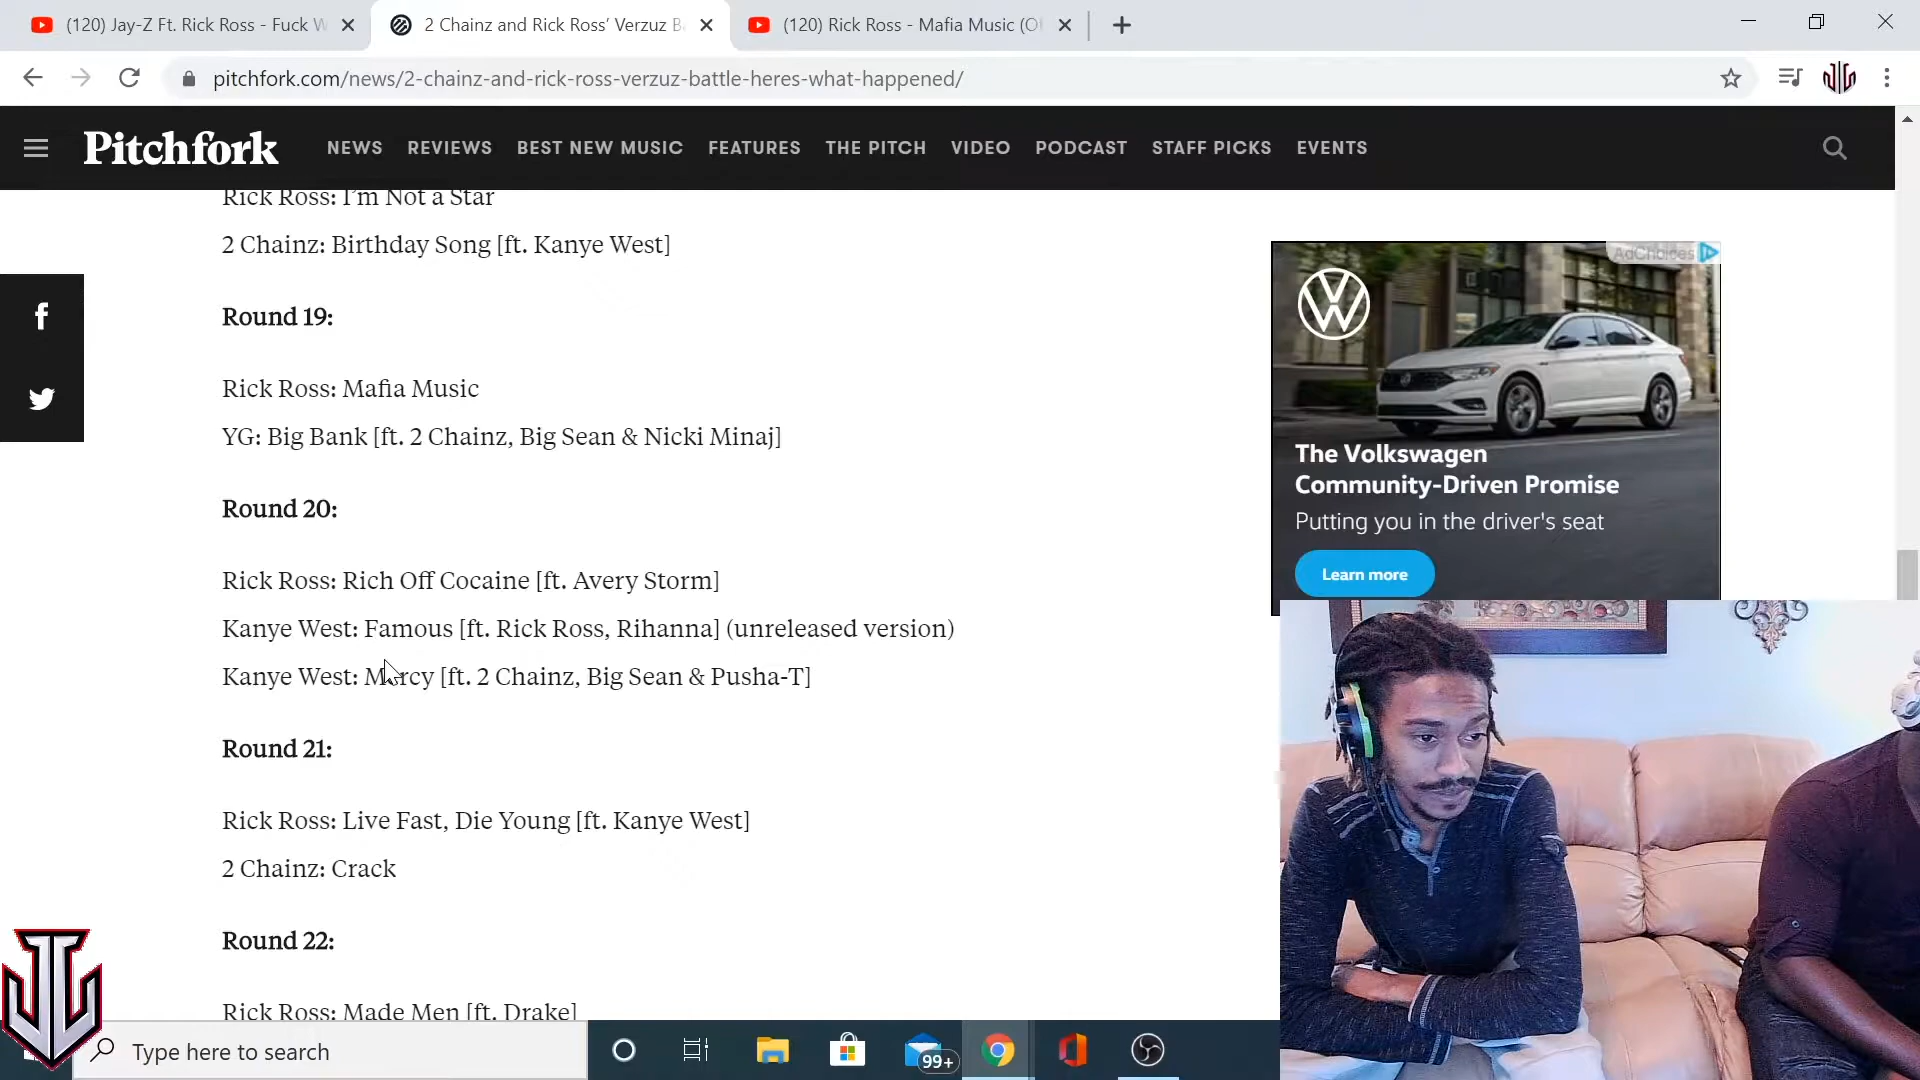 (120) Jay-Z Ft. Rick Ross - Fuck W
2 Chainz and Rick Ross' Verzuz B
(120) Rick Ross - Mafia Music (O
pitchfork.com/news/2-chainz-and-rick-ross-verzuz-battle-heres-what-happened/
Pitchfork
NEWS REVIEWS BEST NEW MUSIC FEATURES THE PITCH VIDEO PODCAST STAFF PICKS EVENTS
Rick Ross: I'm Not a Star
2 Chainz: Birthday Song [ft. Kanye West]
Round 19:
Rick Ross: Mafia Music
YG: Big Bank [ft. 2 Chainz, Big Sean & Nicki Minaj]
Round 20:
Rick Ross: Rich Off Cocaine [ft. Avery Storm]
Kanye West: Famous [ft. Rick Ross, Rihanna] (unreleased version)
Kanye West: Mercy [ft. 2 Chainz, Big Sean & Pusha-T]
Round 21:
Rick Ross: Live Fast, Die Young [ft. Kanye West]
2 Chainz: Crack
Round 22:
Rick Ross: Made Men [ft. Drake]
AdChoices
The Volkswagen
Community-Driven Promise
Putting you in the driver's seat
Learn more
Type here to search
99+